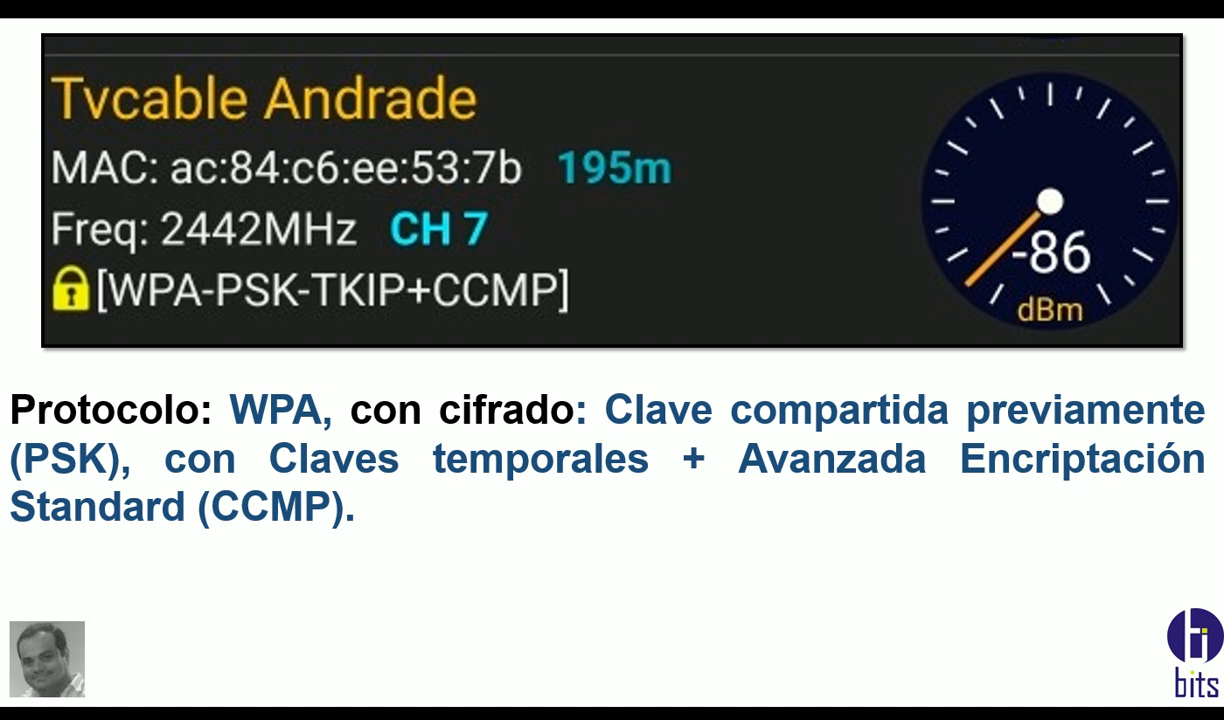 Tvcable Andrade
MAC: ac:84:c6:ee:53:7b 195m
Freq: 2442MHz CH 7
[WPA-PSK-TKIP+CCMP]
-86
dBm
Protocolo: WPA, con cifrado: Clave compartida previamente
(PSK), con Claves temporales + Avanzada Encriptación
Standard (CCMP).
bits